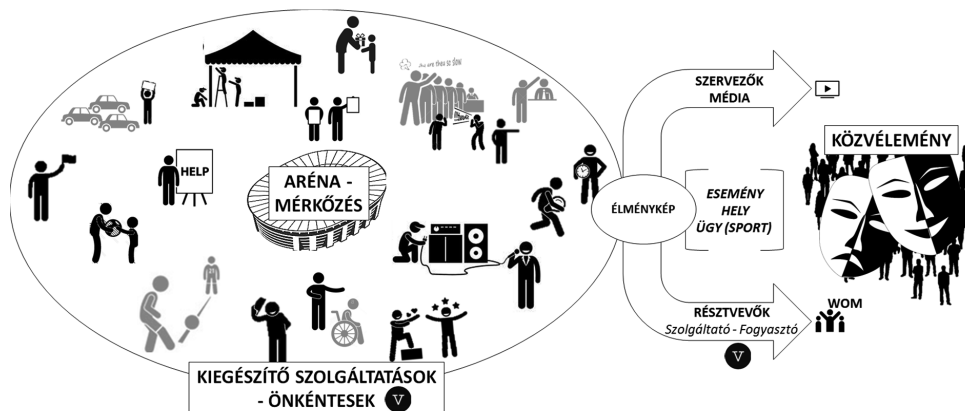 HELP
ARÉNA -
MÉRKŐZÉS
KIEGÉSZÍTŐ SZOLGÁLTATÁSOK
- ÖNKÉNTESEK V
ÉLMÉNYKÉP
SZERVEZŐK
MÉDIA
ESEMÉNY
HELY
ÜGY (SPORT)
RÉSZTVEVŐK
Szolgáltató - Fogyasztó
V
KÖZVÉLEMÉNY
WOM